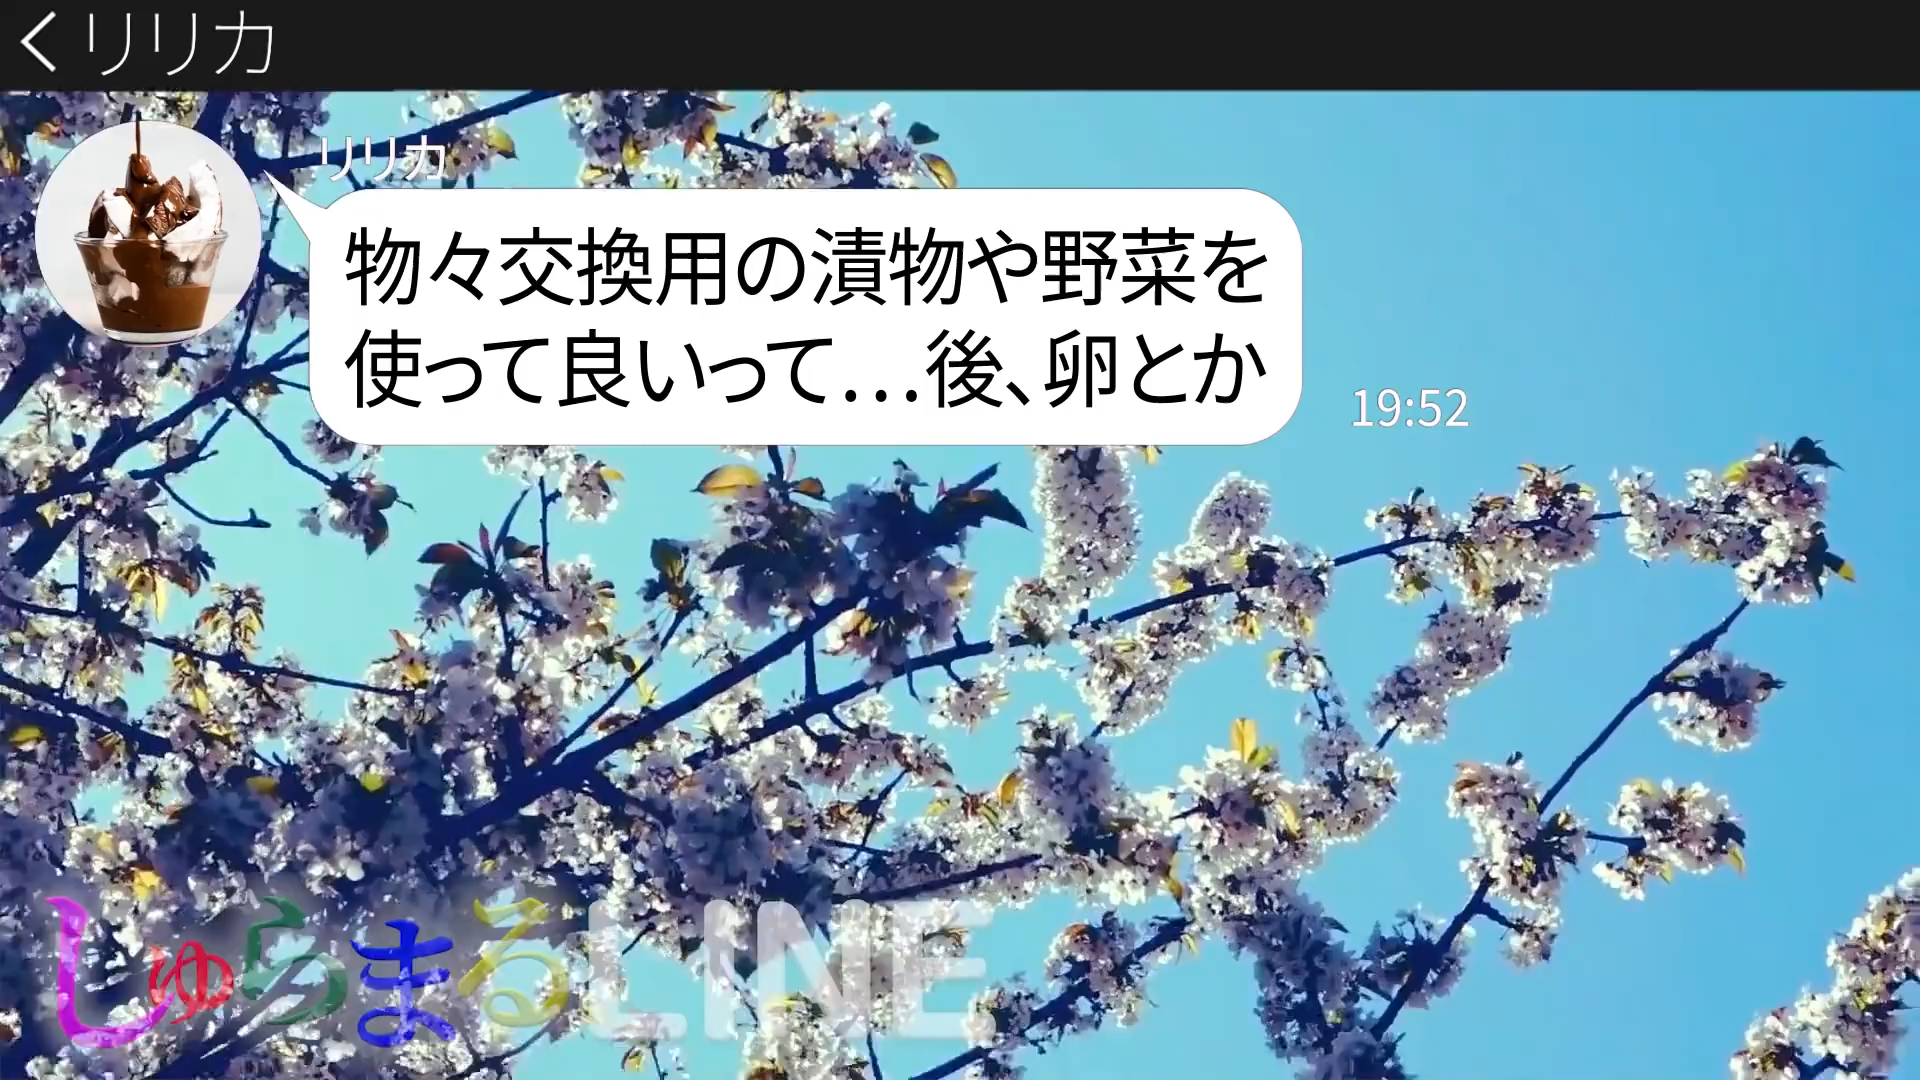 リリカ
リリカ
物々交換用の漬物や野菜を
使って良いって…後、卵とか
19:52
しゅらまるLINE